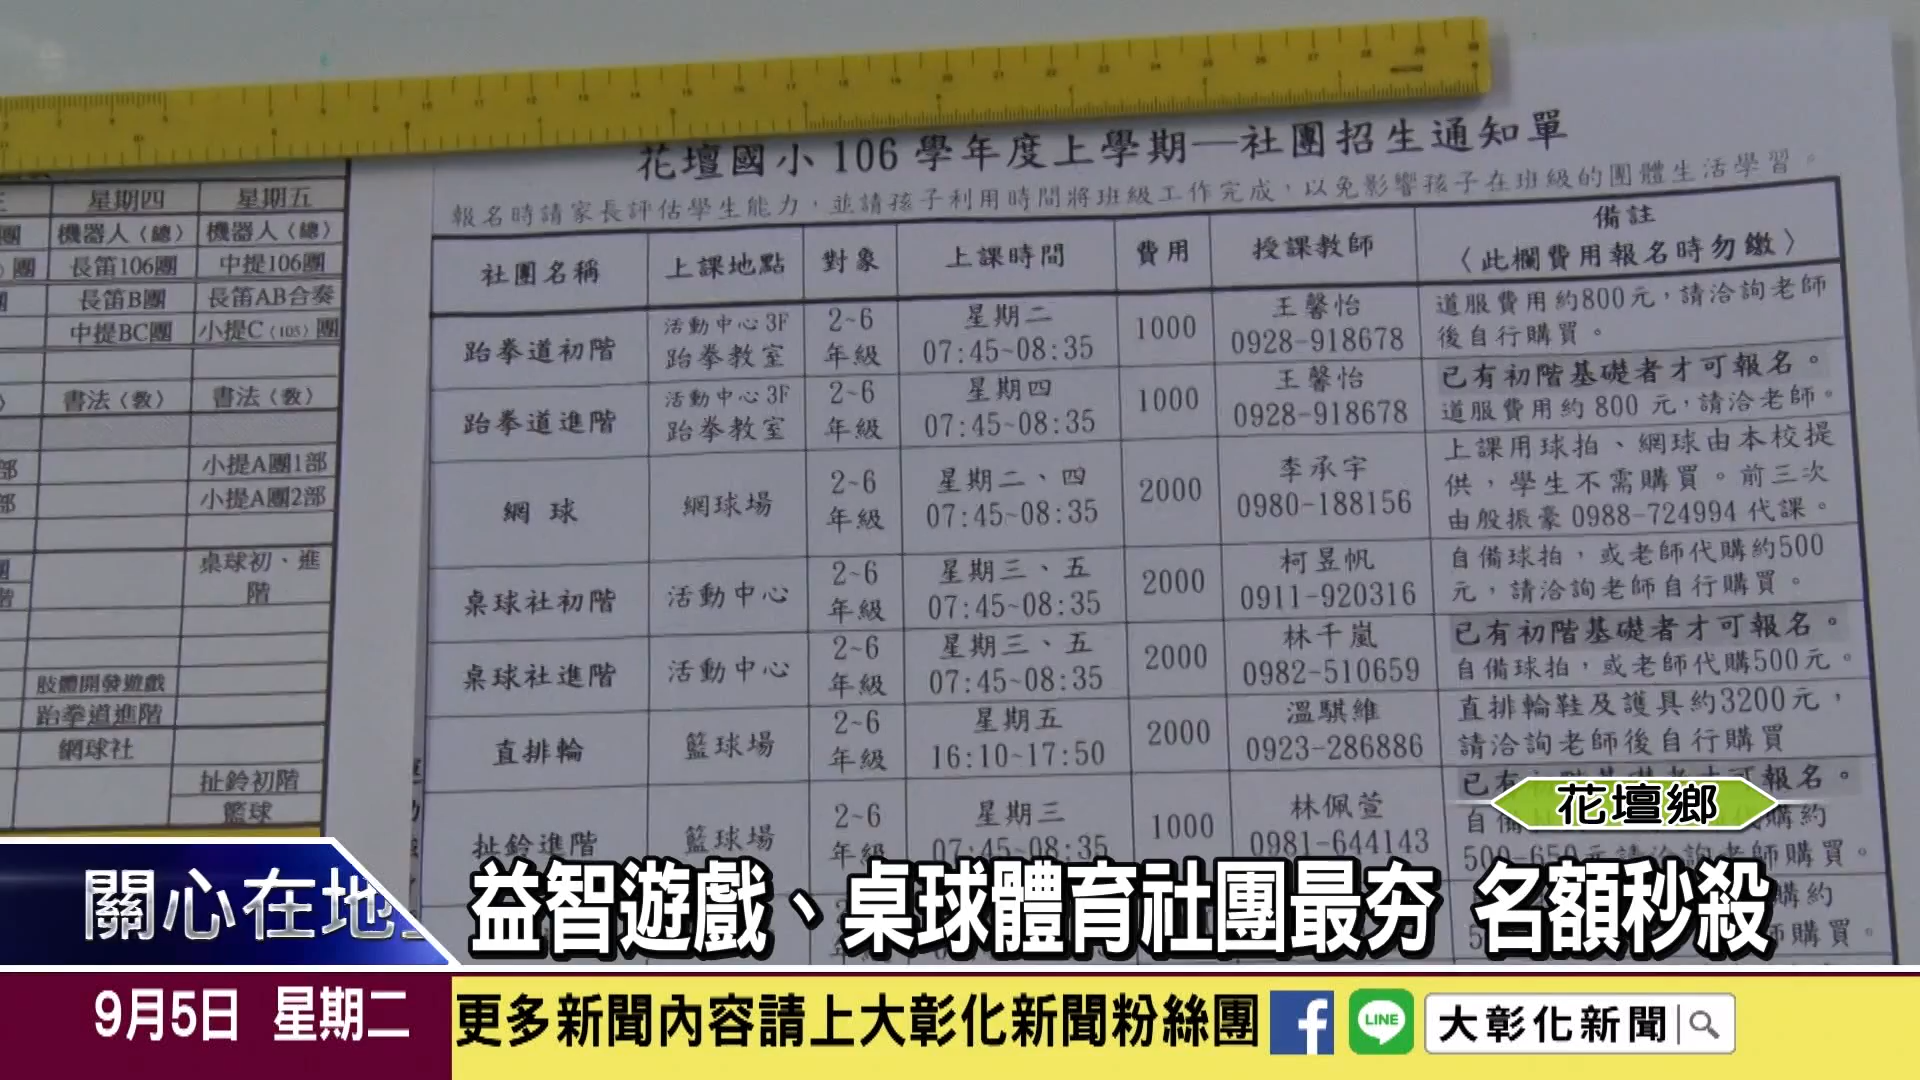 花壇國小 106 學年度上學期—社團招生通知單
報名時請家長評估學生能力，並請孩子利用時間將班級工作完成，以免影響孩子在班級的團體生活學習。
星期四 星期五
機器人（總） 機器人（總）
長笛106團 中提106團
長笛B團 長笛AB合奏
中提BC團 小提C（105）團
書法（教） 書法（教）
小提A團1部
小提A團2部
桌球初、進
階
肢體開發遊戲
跆拳道進階
網球社
扯鈴初階
籃球
社團名稱 上課地點 對象 上課時間 費用 授課教師 備註
（此欄費用報名時勿繳）
跆拳道初階 活動中心3F 跆拳教室 2~6 年級 星期二 07:45~08:35 1000 王馨怡 0928-918678 道服費用約800元，請洽詢老師
後自行購買。
跆拳道進階 活動中心3F 跆拳教室 2~6 年級 星期四 07:45~08:35 1000 王馨怡 0928-918678 已有初階基礎者才可報名。
道服費用約 800 元，請洽老師。
網 球 網球場 2~6 年級 星期二、四 07:45~08:35 2000 李承宇 0980-188156 上課用球拍、網球由本校提
供，學生不需購買。前三次
由般振豪 0988-724994 代課。
桌球社初階 活動中心 2~6 年級 星期三、五 07:45~08:35 2000 柯昱帆 0911-920316 自備球拍，或老師代購約500
元，請洽詢老師自行購買。
桌球社進階 活動中心 2~6 年級 星期三、五 07:45~08:35 2000 林千嵐 0982-510659 已有初階基礎者才可報名。
自備球拍，或老師代購500元。
直排輪 籃球場 2~6 年級 星期五 16:10~17:50 2000 溫騏維 0923-286886 直排輪鞋及護具約3200元，
請洽詢老師後自行購買
扯鈴進階 籃球場 2~6 年級 星期三 07:45~08:35 1000 林佩萱 0981-644143
花壇鄉
關心在地
益智遊戲、桌球體育社團最夯 名額秒殺
9月5日 星期二
更多新聞內容請上大彰化新聞粉絲團 f LINE 大彰化新聞